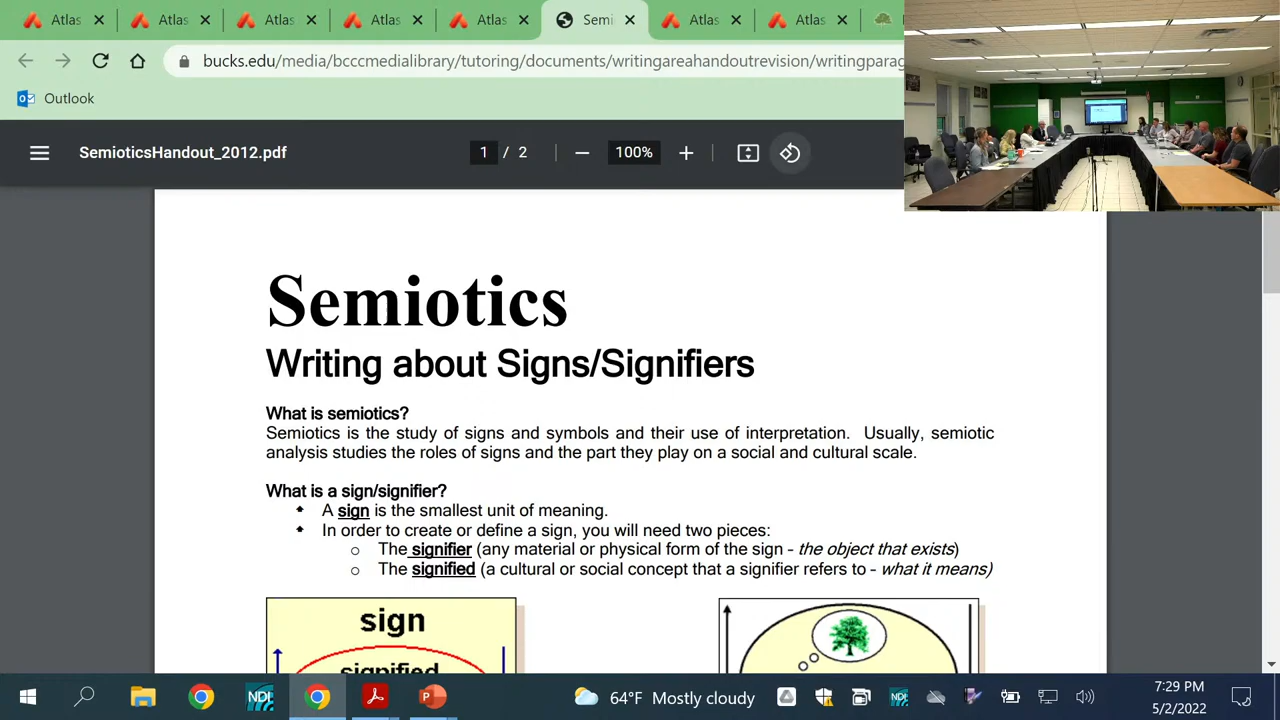 Atlas
Atlas
Atlas
Atlas
Atlas
Semi
Atlas
Atlas
bucks.edu/media/bcccmedialibrary/tutoring/documents/writingareahandoutrevision/writingparag
Outlook
SemioticsHandout_2012.pdf
1 / 2
100%
Semiotics
Writing about Signs/Signifiers
What is semiotics?
Semiotics is the study of signs and symbols and their use of interpretation. Usually, semiotic
analysis studies the roles of signs and the part they play on a social and cultural scale.
What is a sign/signifier?
A sign is the smallest unit of meaning.
In order to create or define a sign, you will need two pieces:
The signifier (any material or physical form of the sign - the object that exists)
The signified (a cultural or social concept that a signifier refers to - what it means)
sign
signified
NDI
64°F Mostly cloudy
NDI
7:29 PM
5/2/2022